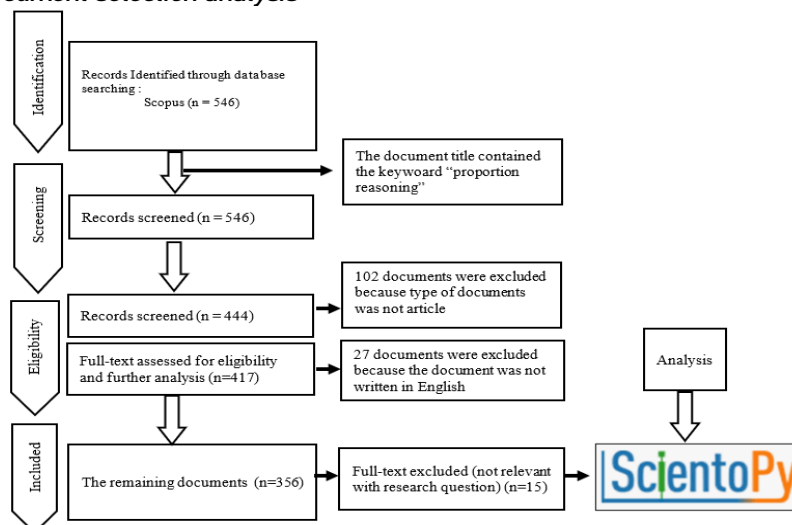 Identification
Records Identified through database
searching :
Scopus (n = 546)
The document title contained
the keywoard “proportion
reasoning”
Screening
Records screened (n = 546)
102 documents were excluded
because type of documents
was not article
Records screened (n = 444)
Eligibility
Full-text assessed for eligibility
and further analysis (n=417)
27 documents were excluded
because the document was not
written in English
Analysis
Included
The remaining documents (n=356)
Full-text excluded (not relevant
with research question) (n=15)
ScientoPy